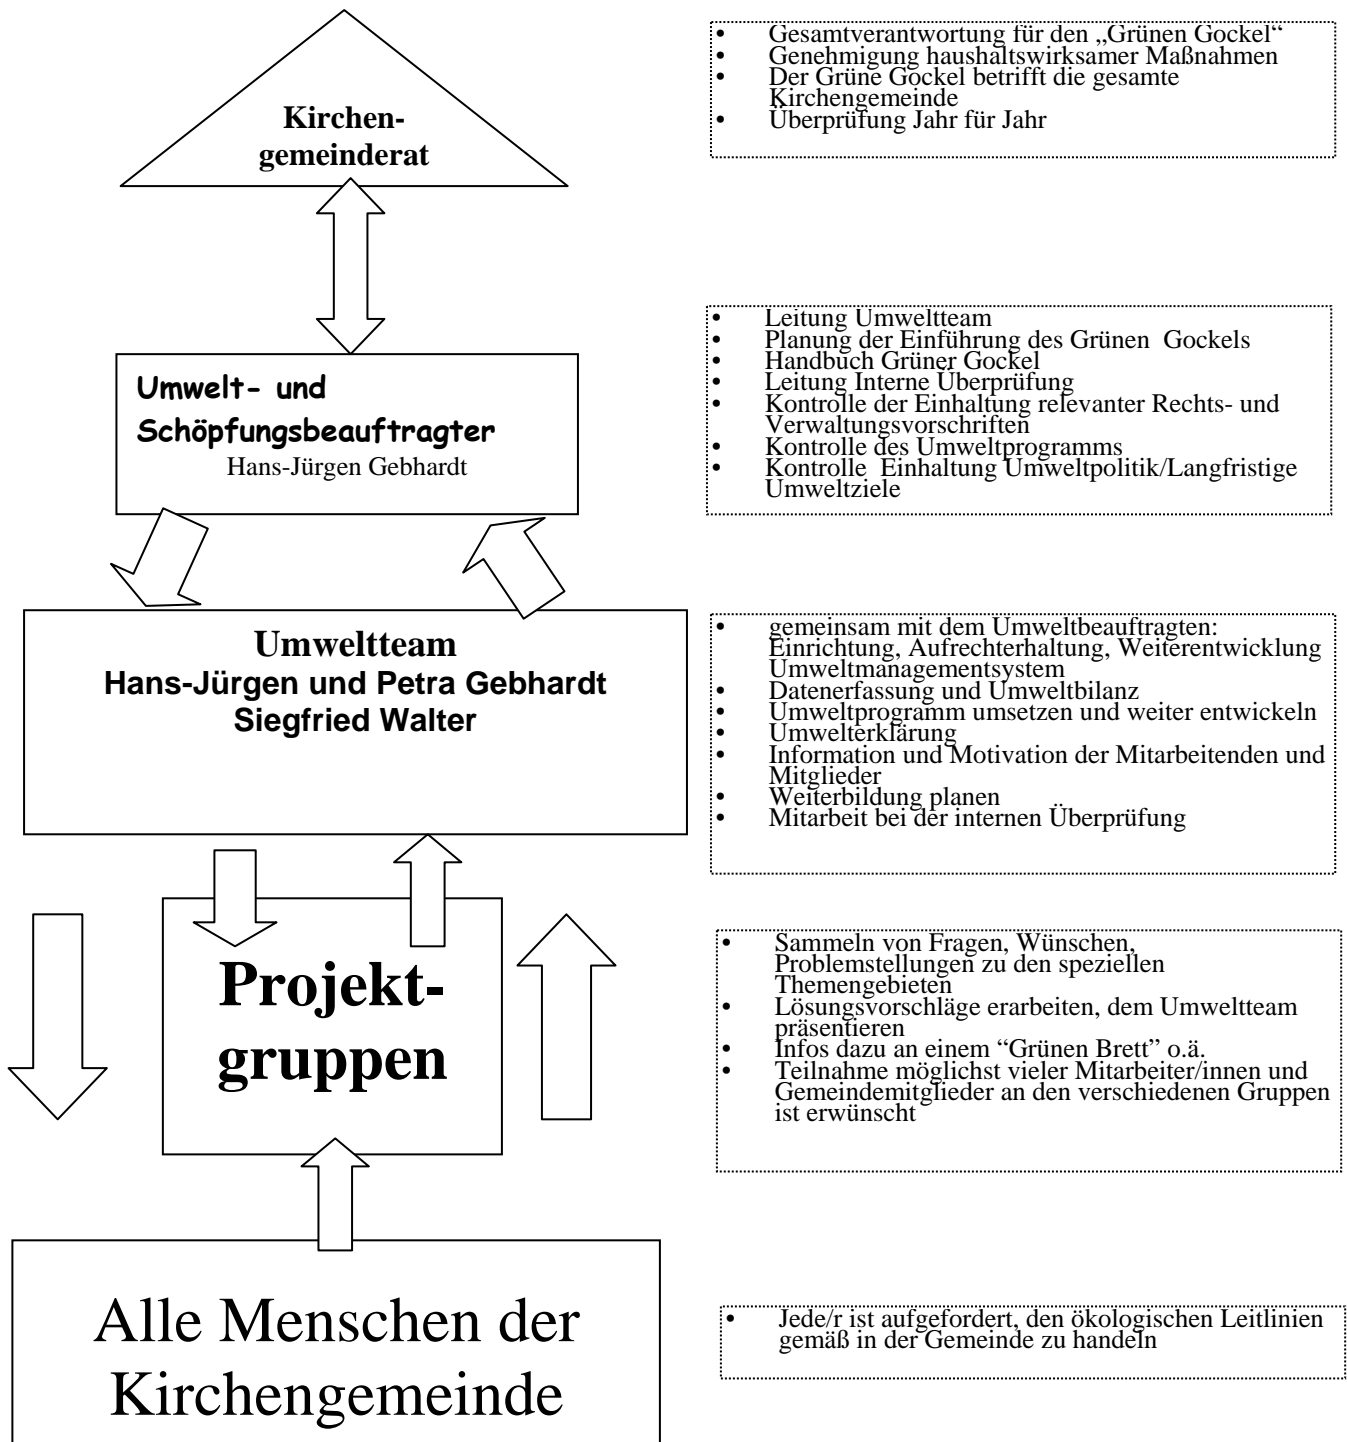 Kirchen-
gemeinderat
• Gesamtverantwortung für den „Grünen Gockel“
• Genehmigung haushaltswirksamer Maßnahmen
• Der Grüne Gockel betrifft die gesamte
Kirchengemeinde
• Überprüfung Jahr für Jahr
Umwelt- und
Schöpfungsbeauftragter
Hans-Jürgen Gebhardt
• Leitung Umweltteam
• Planung der Einführung des Grünen  Gockels
• Handbuch Grüner Gockel
• Leitung Interne Überprüfung
• Kontrolle der Einhaltung relevanter Rechts- und
Verwaltungsvorschriften
• Kontrolle des Umweltprogramms
• Kontrolle  Einhaltung Umweltpolitik/Langfristige
Umweltziele
Umweltteam
Hans-Jürgen und Petra Gebhardt
Siegfried Walter
• gemeinsam mit dem Umweltbeauftragten:
Einrichtung, Aufrechterhaltung, Weiterentwicklung
Umweltmanagementsystem
• Datenerfassung und Umweltbilanz
• Umweltprogramm umsetzen und weiter entwickeln
• Umwelterklärung
• Information und Motivation der Mitarbeitenden und
Mitglieder
• Weiterbildung planen
• Mitarbeit bei der internen Überprüfung
Projekt-
gruppen
• Sammeln von Fragen, Wünschen,
Problemstellungen zu den speziellen
Themengebieten
• Lösungsvorschläge erarbeiten, dem Umweltteam
präsentieren
• Infos dazu an einem “Grünen Brett” o.ä.
• Teilnahme möglichst vieler Mitarbeiter/innen und
Gemeindemitglieder an den verschiedenen Gruppen
ist erwünscht
Alle Menschen der
Kirchengemeinde
• Jede/r ist aufgefordert, den ökologischen Leitlinien
gemäß in der Gemeinde zu handeln